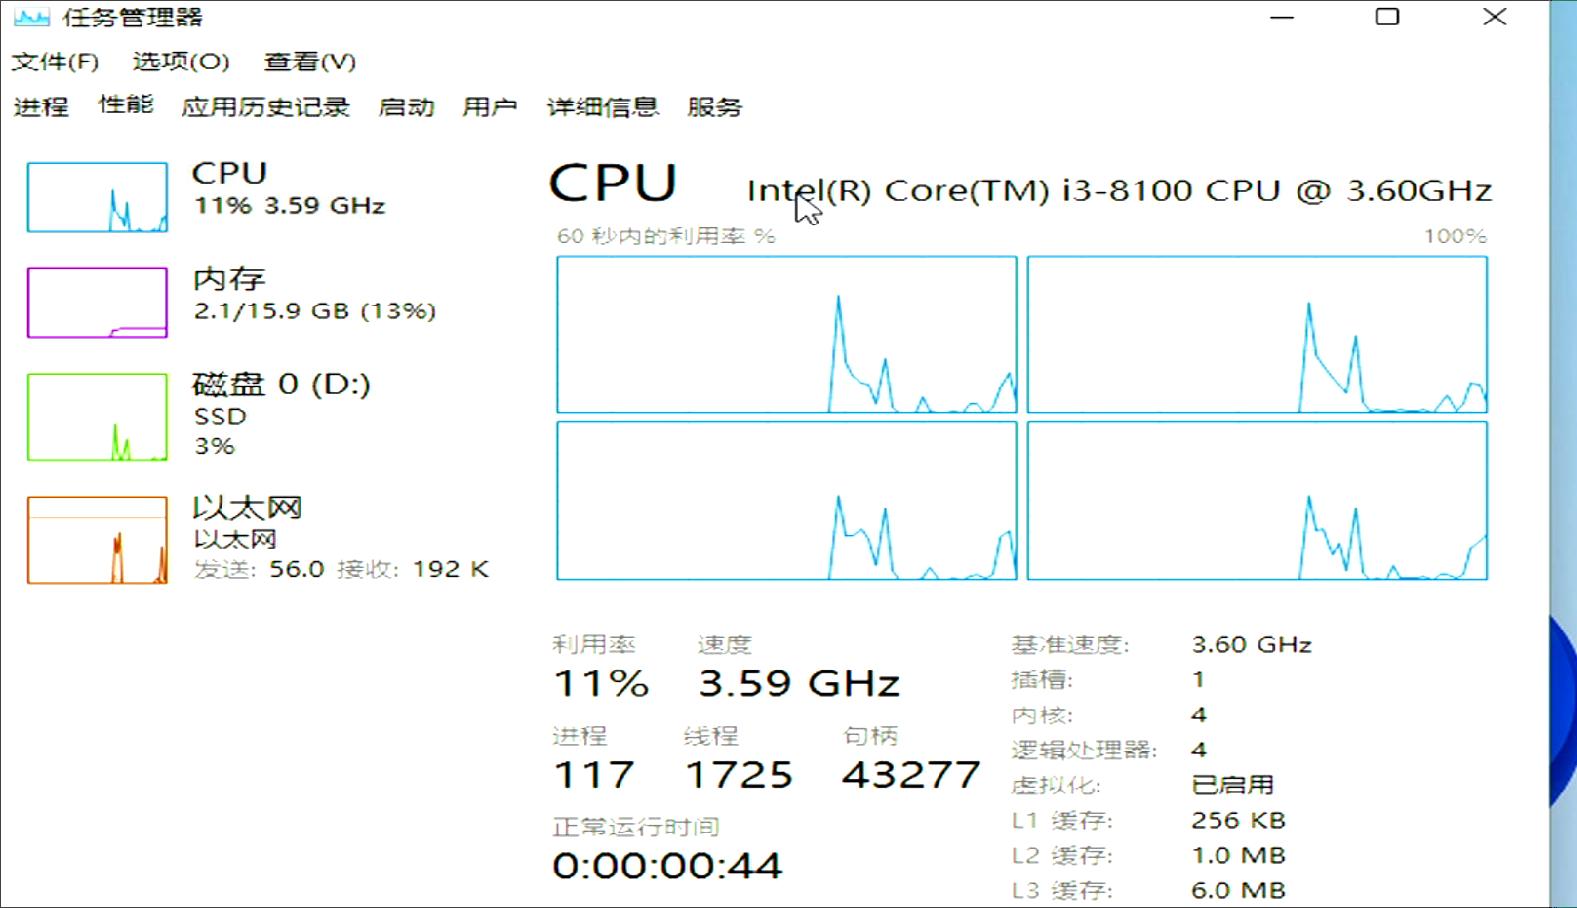 任务管理器
文件(F) 选项(O) 查看(V)
进程 性能 应用历史记录 启动 用户 详细信息 服务
CPU
11% 3.59 GHz
内存
2.1/15.9 GB (13%)
磁盘 0 (D:)
SSD
3%
以太网
以太网
发送: 56.0 接收: 192 K
CPU Intel(R) Core(TM) i3-8100 CPU @ 3.60GHz
60 秒内的利用率 % 100%
利用率 速度
11% 3.59 GHz
进程 线程 句柄
117 1725 43277
正常运行时间
0:00:00:44
基准速度: 3.60 GHz
插槽: 1
内核: 4
逻辑处理器: 4
虚拟化: 已启用
L1 缓存: 256 KB
L2 缓存: 1.0 MB
L3 缓存: 6.0 MB